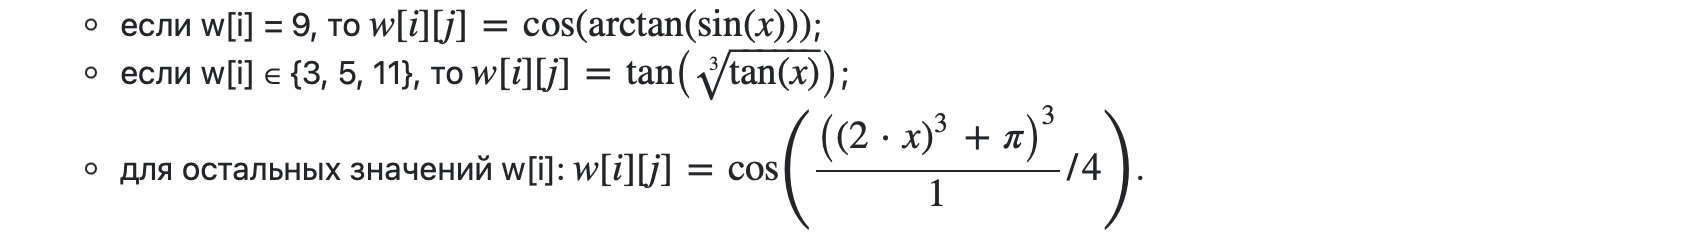 ◦ если w[i] = 9, то w[i][j] = cos(arctan(sin(x)));
◦ если w[i] ∈ {3, 5, 11}, то w[i][j] = tan(∛tan(x));
◦ для остальных значений w[i]: w[i][j] = cos(((2 · x)³ + π)³ / 1 /4).